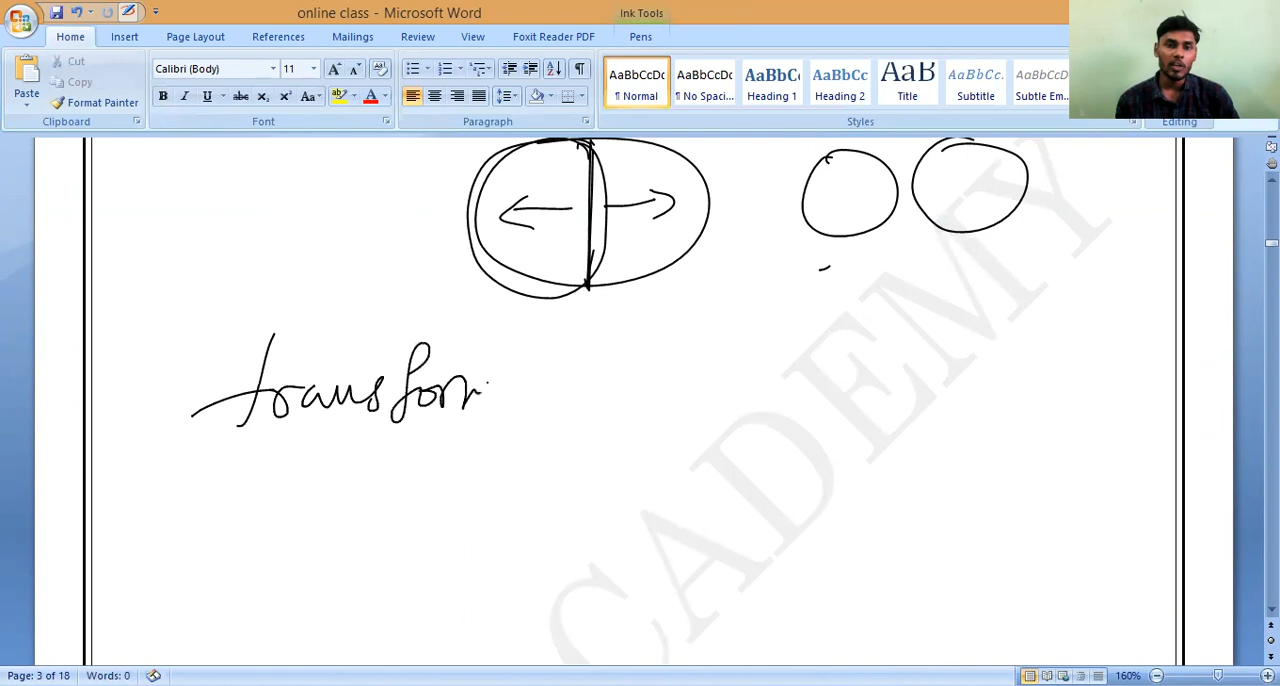 online class - Microsoft Word
Ink Tools
Home Insert Page Layout References Mailings Review View Foxit Reader PDF Pens
Paste
Cut
Copy
Format Painter
Clipboard
Calibri (Body) 11
Font
Paragraph
AaBbCcDc AaBbCcDc AaBbC AaBbCc AaB AaBbCc. AaBbCcDc
¶ Normal ¶ No Spaci... Heading 1 Heading 2 Title Subtitle Subtle Em...
Styles
Editing
transform
CADEMY
Page: 3 of 18 Words: 0 160%